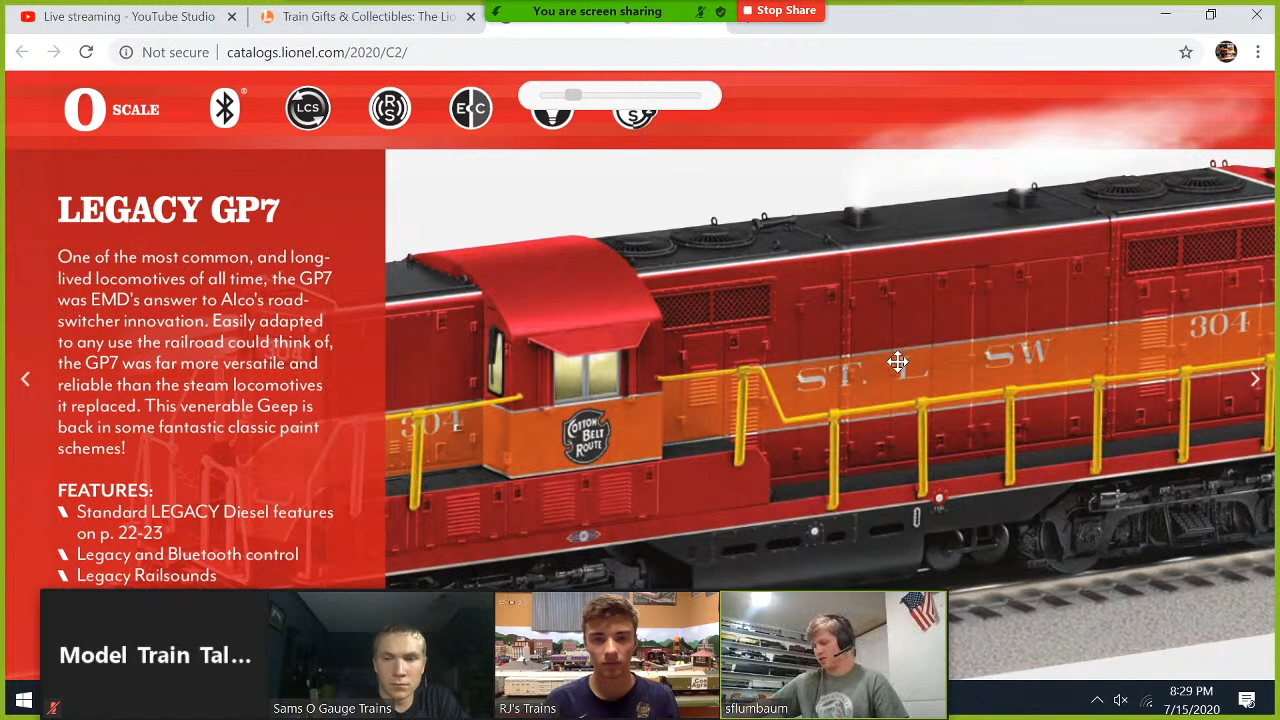 Live streaming - YouTube Studio
Train Gifts & Collectibles: The Lio
You are screen sharing
Stop Share
Not secure
catalogs.lionel.com/2020/C2/
O SCALE
LCS
RS
EC
S
LEGACY GP7
One of the most common, and long-
lived locomotives of all time, the GP7
was EMD's answer to Alco's road-
switcher innovation. Easily adapted
to any use the railroad could think of,
the GP7 was far more versatile and
reliable than the steam locomotives
it replaced. This venerable Geep is
back in some fantastic classic paint
schemes!
FEATURES:
Standard LEGACY Diesel features
on p. 22-23
Legacy and Bluetooth control
Legacy Railsounds
304
COTTON
BELT
ROUTE
ST. L SW
304
Model Train Tal...
Sams O Gauge Trains
RJ's Trains
sflumbaum
8:29 PM
7/15/2020